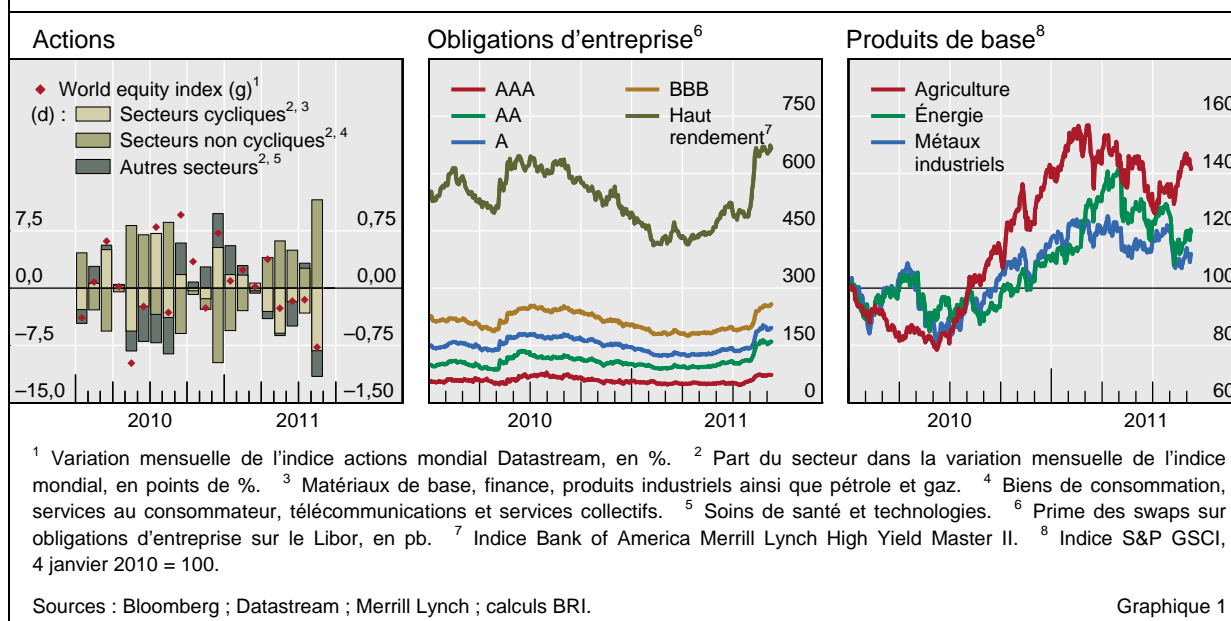 Actions
Obligations d’entreprise⁶
Produits de base⁸
World equity index (g)¹
(d) : Secteurs cycliques²,³
Secteurs non cycliques²,⁴
Autres secteurs²,⁵
7,5
0,0
–7,5
–15,0
0,75
0,00
–0,75
–1,50
2010
2011
AAA
AA
A
BBB
Haut
rendement⁷
750
600
450
300
150
0
2010
2011
Agriculture
Énergie
Métaux
industriels
160
140
120
100
80
60
2010
2011
¹ Variation mensuelle de l’indice actions mondial Datastream, en %. ² Part du secteur dans la variation mensuelle de l’indice
mondial, en points de %. ³ Matériaux de base, finance, produits industriels ainsi que pétrole et gaz. ⁴ Biens de consommation,
services au consommateur, télécommunications et services collectifs. ⁵ Soins de santé et technologies. ⁶ Prime des swaps sur
obligations d’entreprise sur le Libor, en pb. ⁷ Indice Bank of America Merrill Lynch High Yield Master II. ⁸ Indice S&P GSCI,
4 janvier 2010 = 100.
Sources : Bloomberg ; Datastream ; Merrill Lynch ; calculs BRI.
Graphique 1